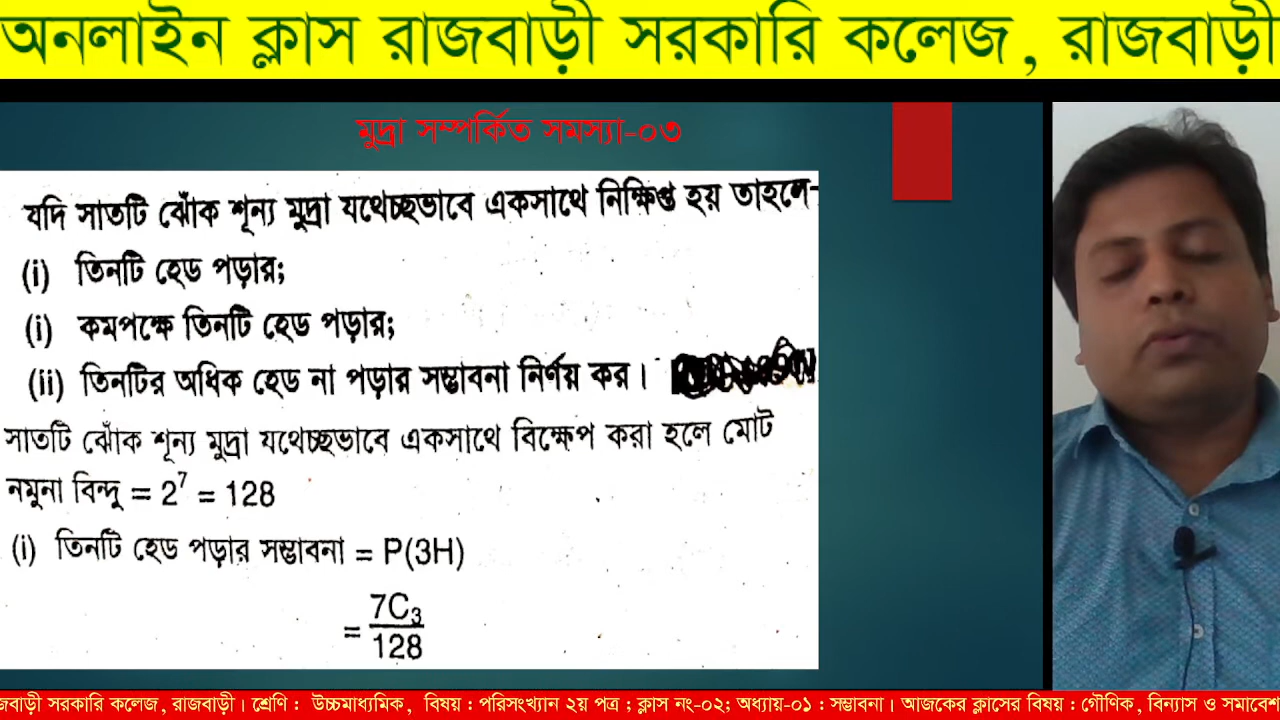 অনলাইন ক্লাস রাজবাড়ী সরকারি কলেজ, রাজবাড়ী
মুদ্রা সম্পর্কিত সমস্যা-০৩
যদি সাতটি ঝোঁক শূন্য মুদ্রা যথেচ্ছভাবে একসাথে নিক্ষিপ্ত হয় তাহলে-
(i) তিনটি হেড পড়ার;
(i) কমপক্ষে তিনটি হেড পড়ার;
(ii) তিনটির অধিক হেড না পড়ার সম্ভাবনা নির্ণয় কর।
সাতটি ঝোঁক শূন্য মুদ্রা যথেচ্ছভাবে একসাথে বিক্ষেপ করা হলে মোট
নমুনা বিন্দু = 2⁷ = 128
(i) তিনটি হেড পড়ার সম্ভাবনা = P(3H)
= 7C₃/128
জবাড়ী সরকারি কলেজ, রাজবাড়ী। শ্রেণি : উচ্চমাধ্যমিক, বিষয় : পরিসংখ্যান ২য় পত্র ; ক্লাস নং-০২; অধ্যায়-০১ : সম্ভাবনা। আজকের ক্লাসের বিষয় : গৌণিক, বিন্যাস ও সমাবেশ